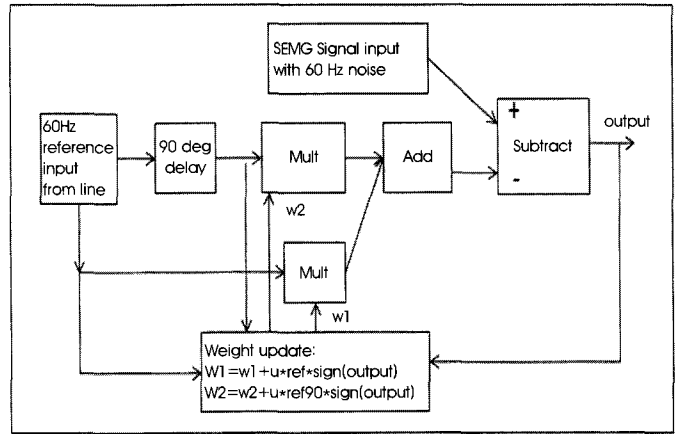 SEMG Signal input
with 60 Hz noise
60Hz
reference
input
from line
90 deg
delay
Mult
Add
+
Subtract
-
output
w2
Mult
w1
Weight update:
W1=w1+u*ref*sign(output)
W2=w2+u*ref90*sign(output)